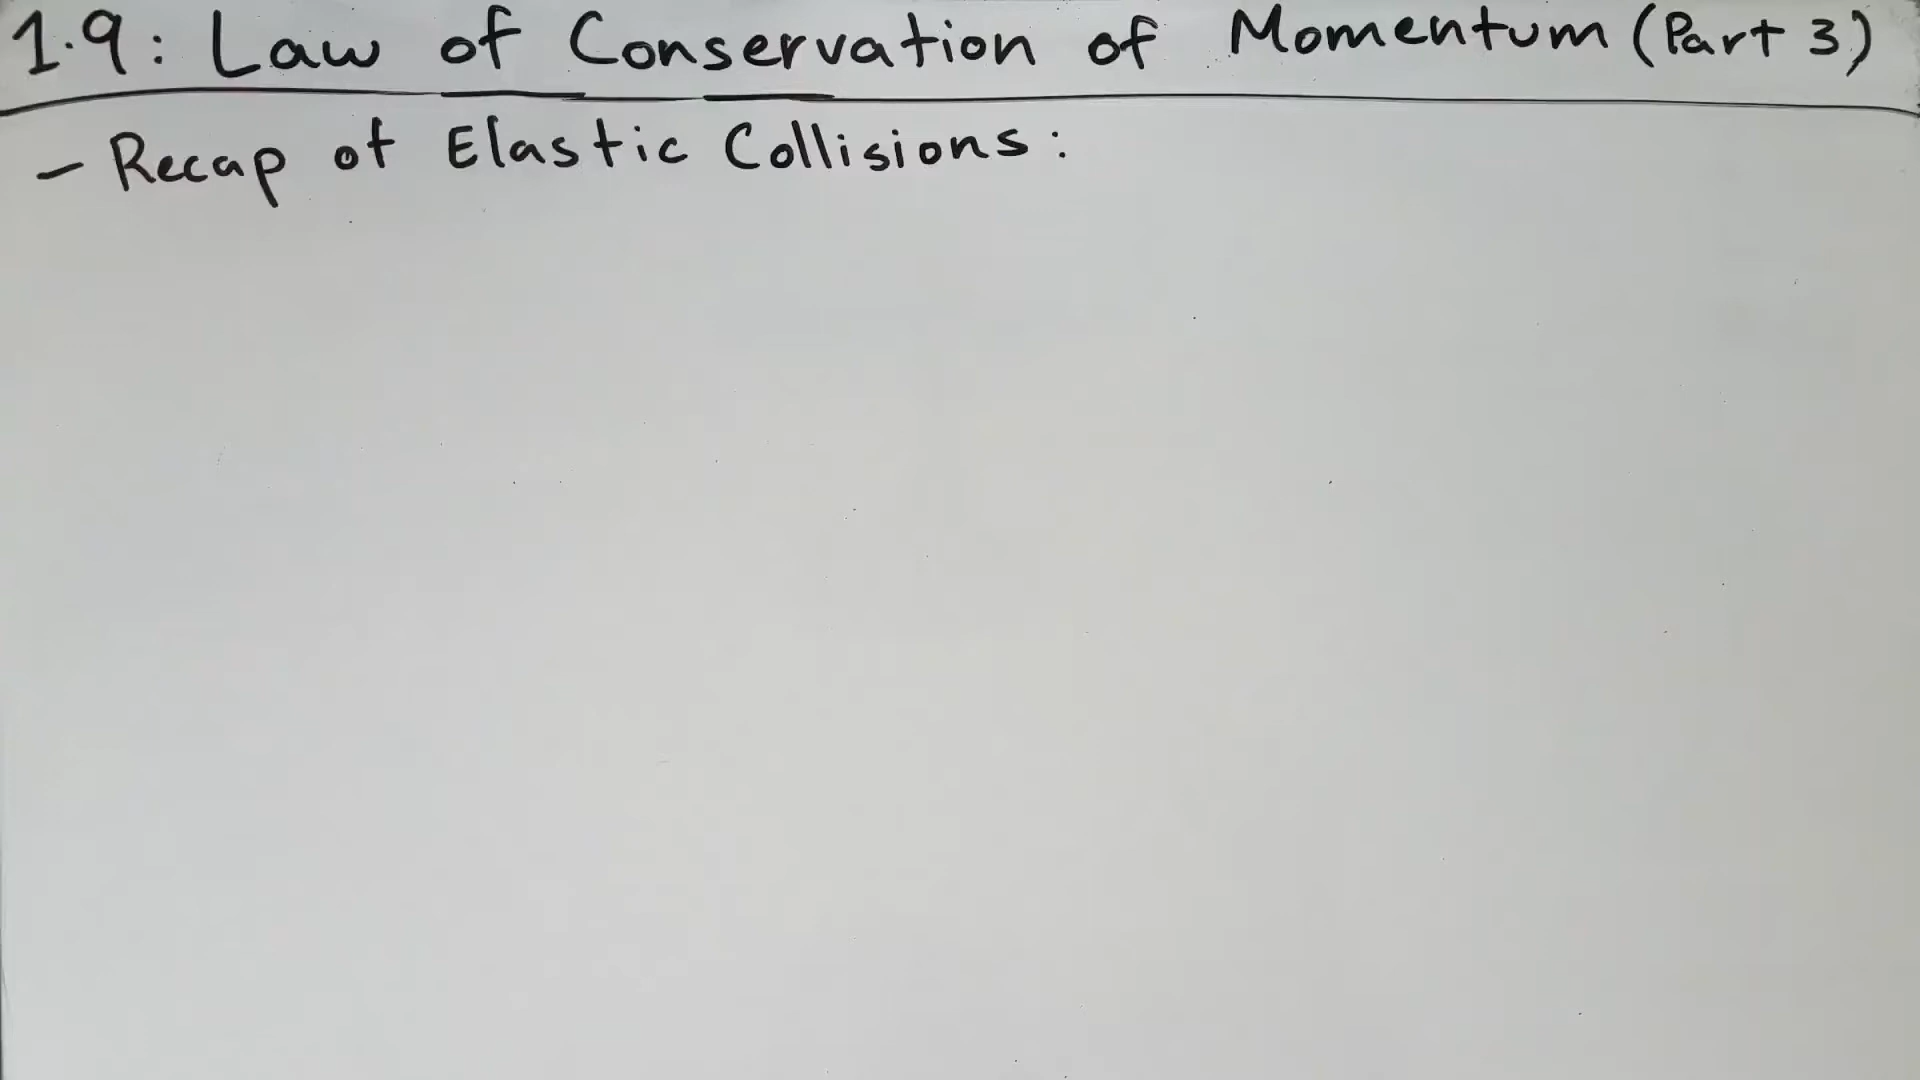 1.9: Law of Conservation of Momentum (Part 3)
- Recap of Elastic Collisions: